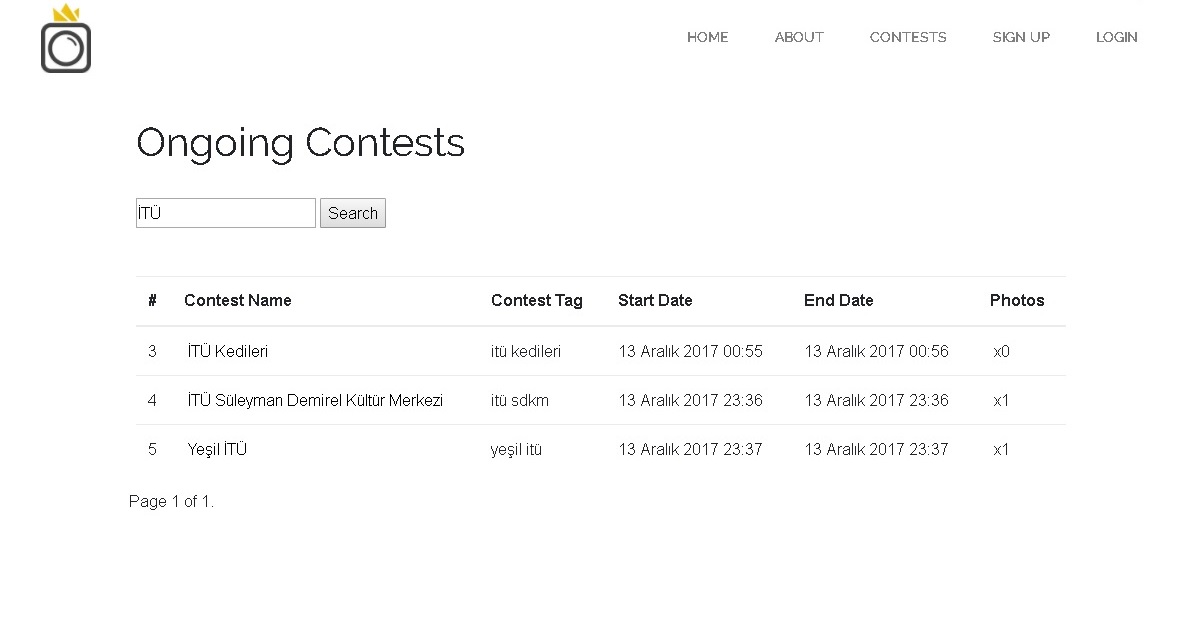 HOME ABOUT CONTESTS SIGN UP LOGIN
Ongoing Contests
İTÜ Search
# Contest Name Contest Tag Start Date End Date Photos
3 İTÜ Kedileri itü kedileri 13 Aralık 2017 00:55 13 Aralık 2017 00:56 x0
4 İTÜ Süleyman Demirel Kültür Merkezi itü sdkm 13 Aralık 2017 23:36 13 Aralık 2017 23:36 x1
5 Yeşil İTÜ yeşil itü 13 Aralık 2017 23:37 13 Aralık 2017 23:37 x1
Page 1 of 1.